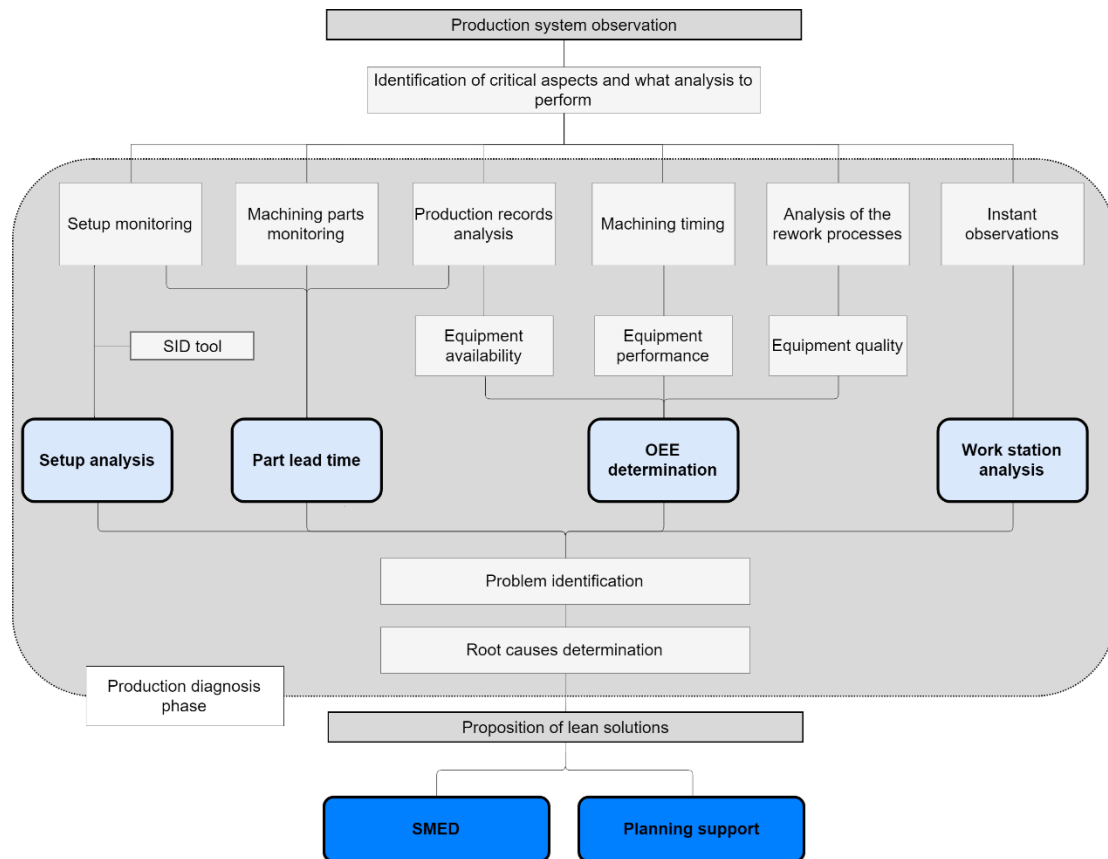 Production system observation
Identification of critical aspects and what analysis to
perform
Setup monitoring
Machining parts
monitoring
Production records
analysis
Machining timing
Analysis of the
rework processes
Instant
observations
SID tool
Equipment
availability
Equipment
performance
Equipment quality
Setup analysis
Part lead time
OEE
determination
Work station
analysis
Problem identification
Root causes determination
Production diagnosis
phase
Proposition of lean solutions
SMED
Planning support